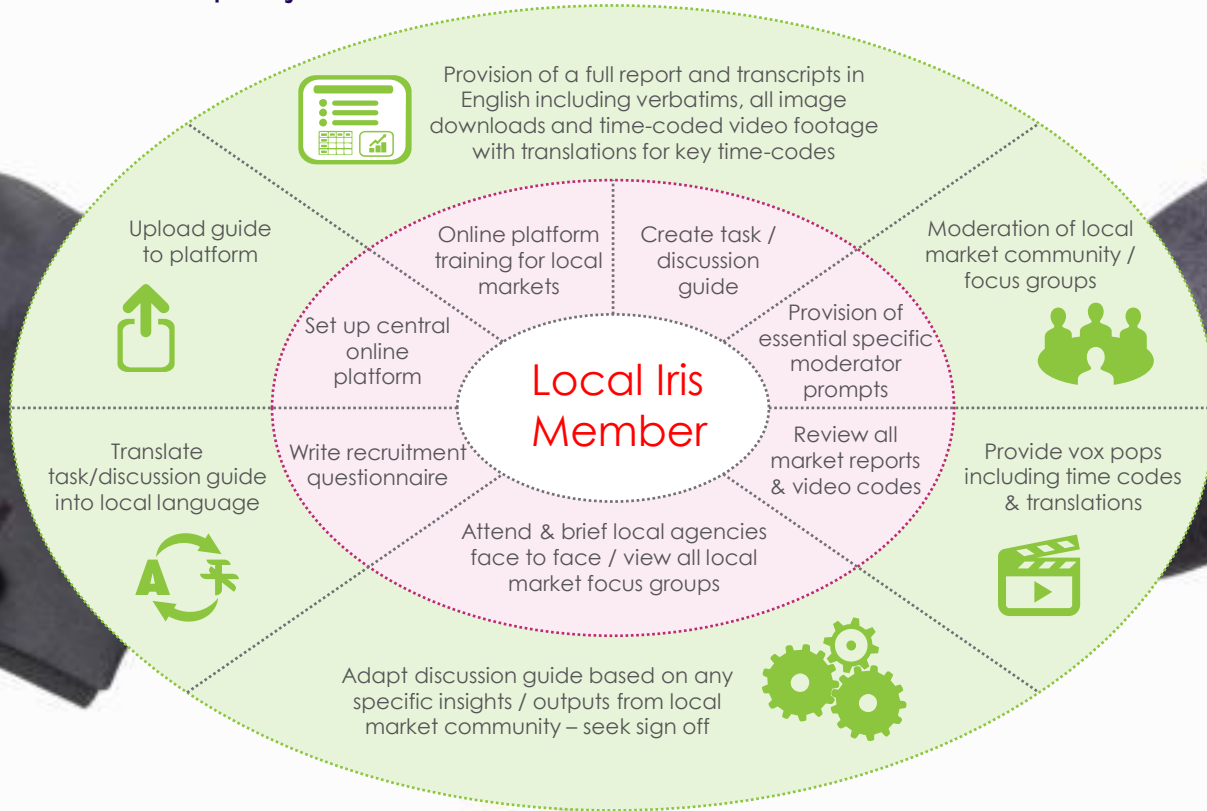 Provision of a full report and transcripts in
English including verbatims, all image
downloads and time-coded video footage
with translations for key time-codes
Upload guide
to platform
Online platform
training for local
markets
Create task /
discussion
guide
Moderation of local
market community /
focus groups
Set up central
online
platform
Provision of
essential specific
moderator
prompts
Local Iris
Member
Translate
task/discussion guide
into local language
Write recruitment
questionnaire
Review all
market reports
& video codes
Provide vox pops
including time codes
& translations
Attend & brief local agencies
face to face / view all local
market focus groups
Adapt discussion guide based on any
specific insights / outputs from local
market community – seek sign off